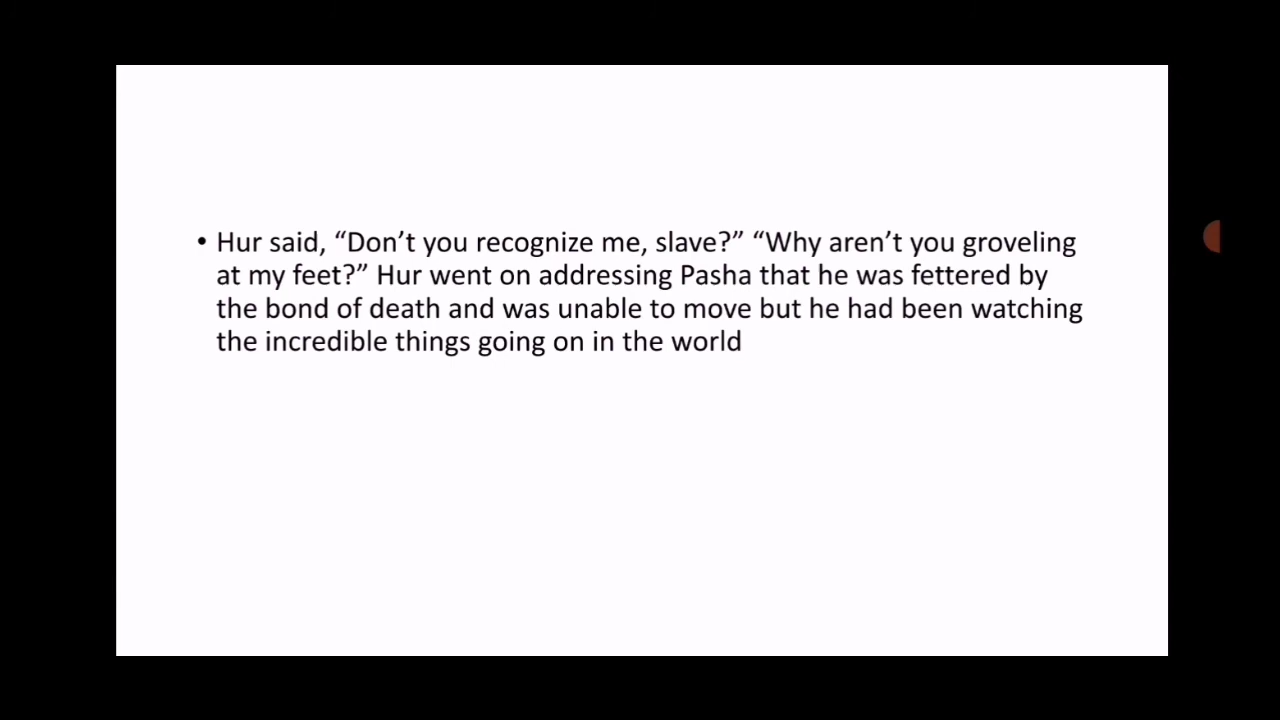 • Hur said, “Don’t you recognize me, slave?” “Why aren’t you groveling
at my feet?” Hur went on addressing Pasha that he was fettered by
the bond of death and was unable to move but he had been watching
the incredible things going on in the world